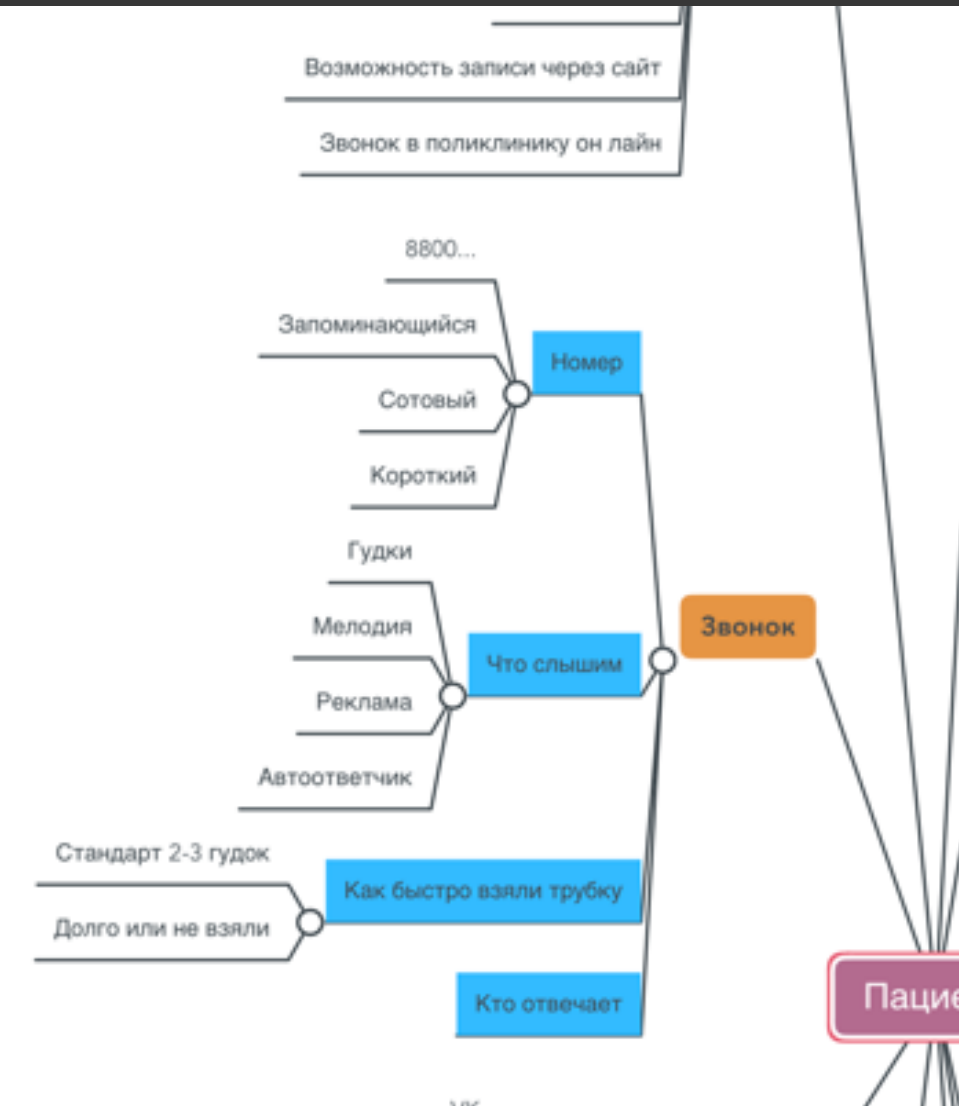 Возможность записи через сайт
Звонок в поликлинику он лайн
8800...
Запоминающийся
Номер
Сотовый
Короткий
Гудки
Мелодия
Звонок
Что слышим
Реклама
Автоответчик
Стандарт 2-3 гудок
Как быстро взяли трубку
Долго или не взяли
Кто отвечает
Пацие